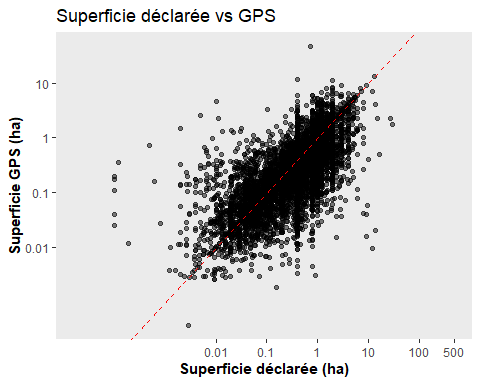 Superficie déclarée vs GPS
Superficie GPS (ha)
10
1
0.1
0.01
0.01 0.1 1 10 100 500
Superficie déclarée (ha)